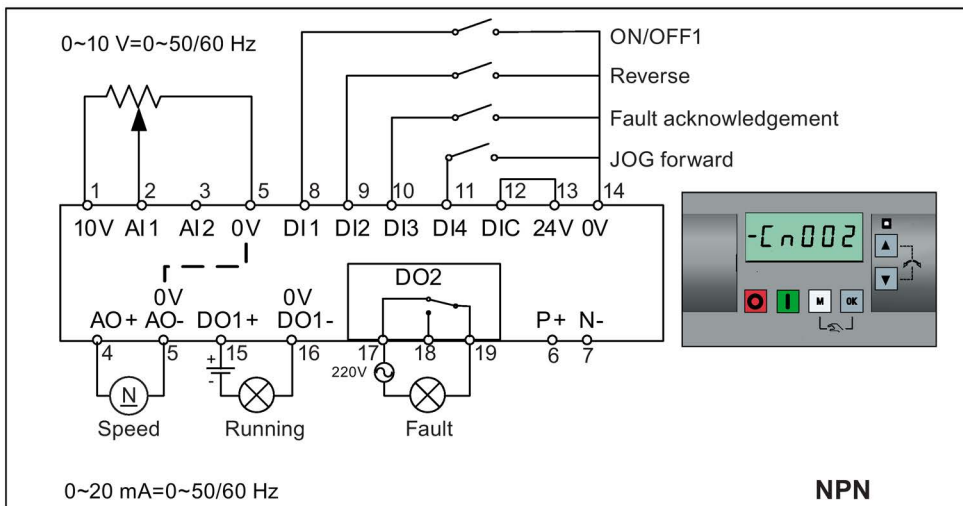 0~10 V=0~50/60 Hz
ON/OFF1
Reverse
Fault acknowledgement
JOG forward
1 2 3 5 8 9 10 11 12 13 14
10V AI1 AI2 0V DI1 DI2 DI3 DI4 DIC 24V 0V
-Cn002
M OK
DO2
0V 0V
AO+ AO- DO1+ DO1- P+ N-
4 5 15 16 17 18 19 6 7
+
-
220V
N
Speed Running Fault
0~20 mA=0~50/60 Hz
NPN